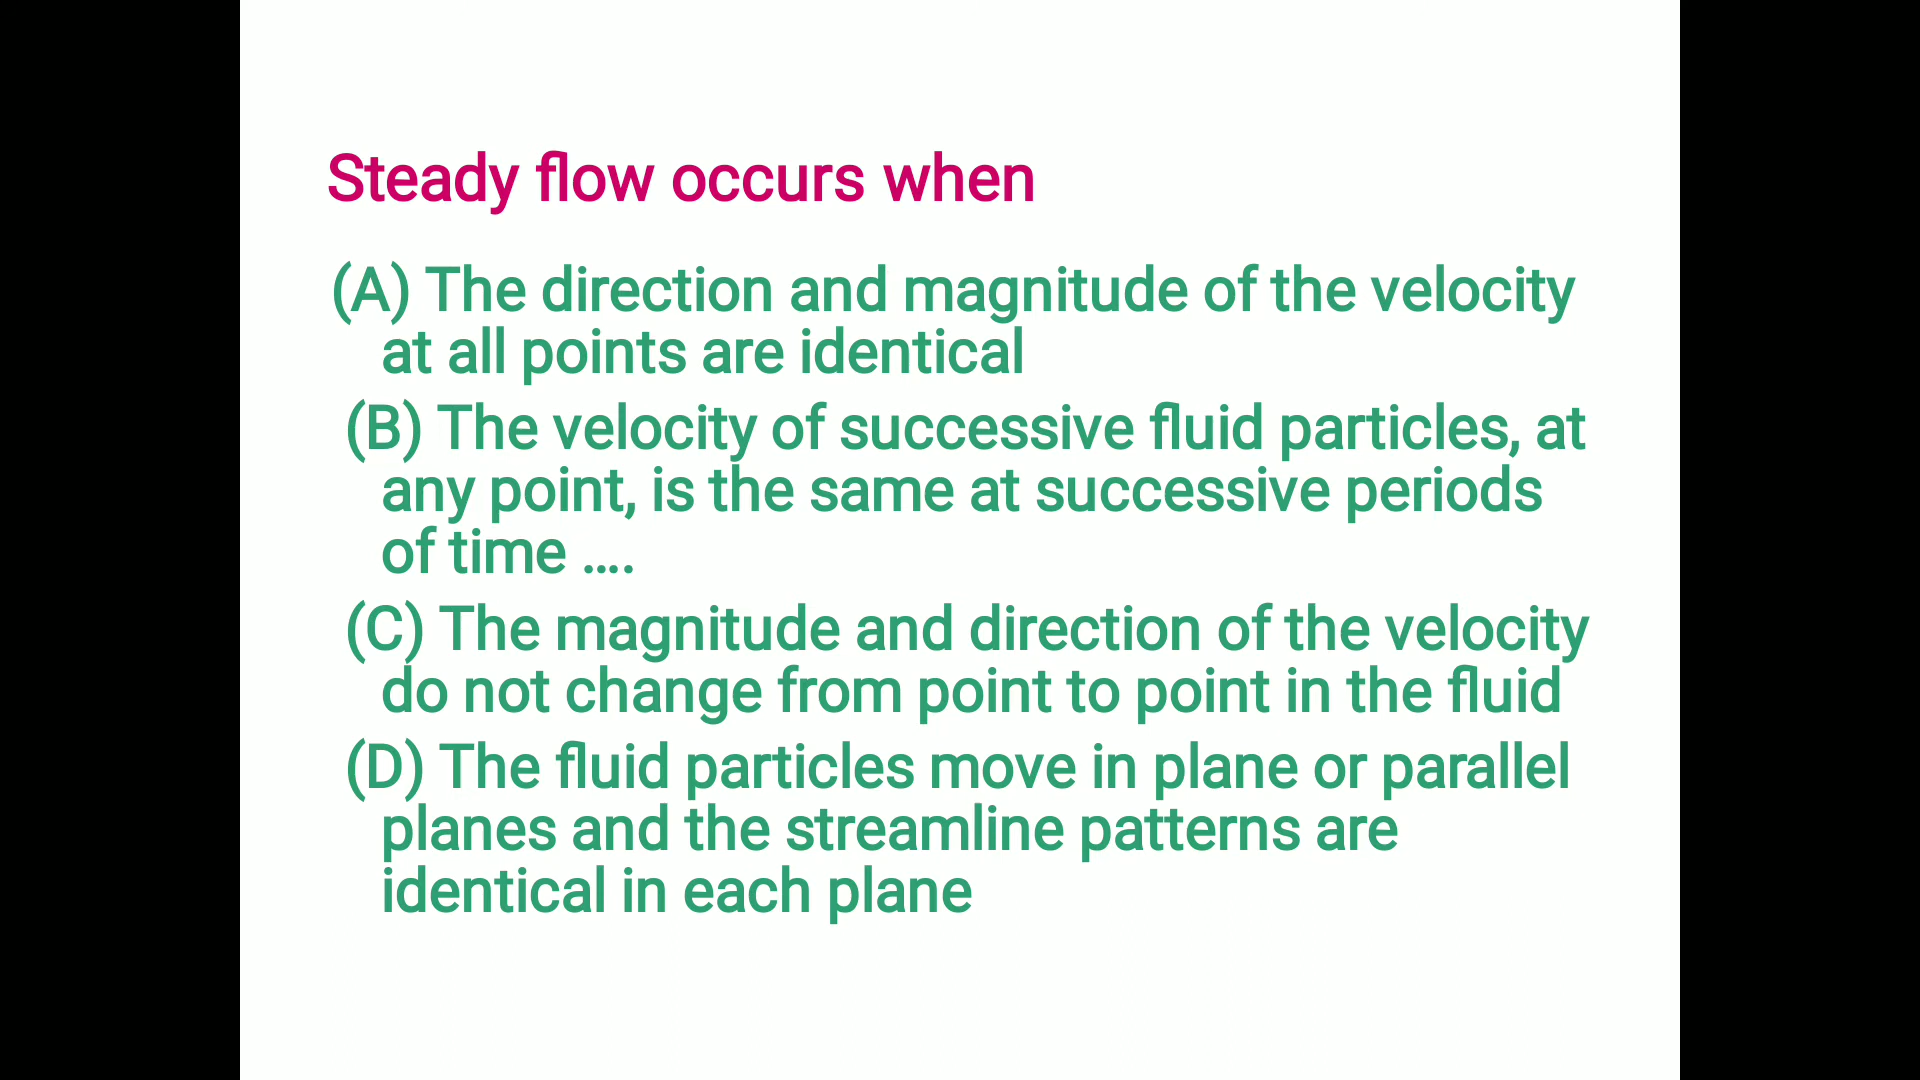 Steady flow occurs when
(A) The direction and magnitude of the velocity
at all points are identical
(B) The velocity of successive fluid particles, at
any point, is the same at successive periods
of time ....
(C) The magnitude and direction of the velocity
do not change from point to point in the fluid
(D) The fluid particles move in plane or parallel
planes and the streamline patterns are
identical in each plane